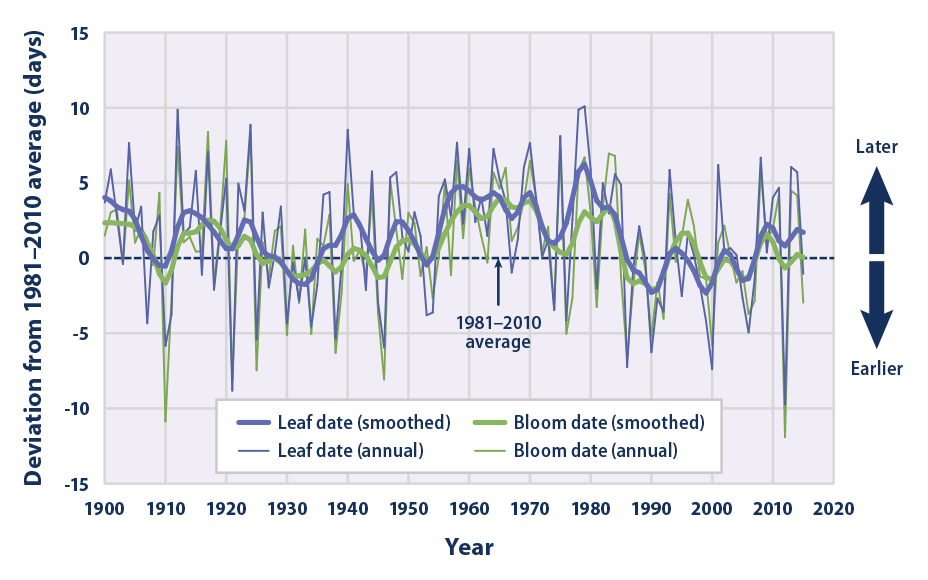 Deviation from 1981–2010 average (days)
15
10
5
0
-5
-10
-15
1981–2010
average
Later
Earlier
Leaf date (smoothed)
Bloom date (smoothed)
Leaf date (annual)
Bloom date (annual)
1900 1910 1920 1930 1940 1950 1960 1970 1980 1990 2000 2010 2020
Year